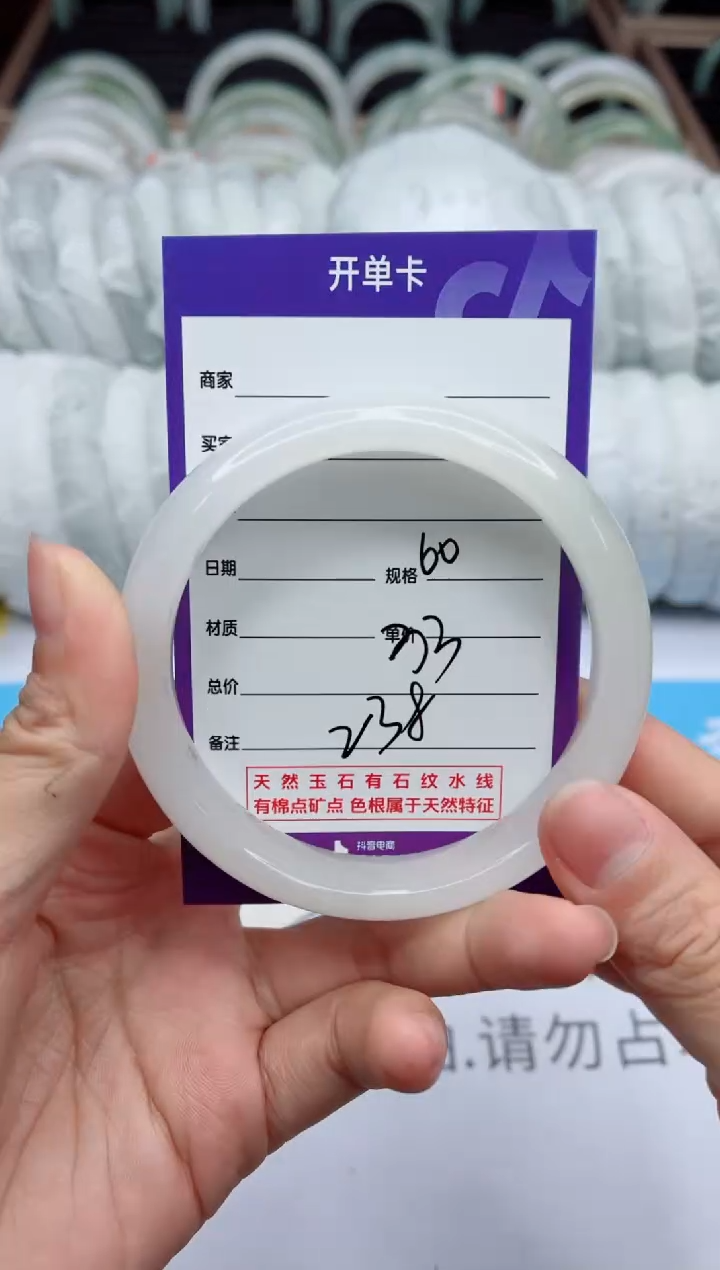 开单卡
商家
买家
日期 规格 60
材质 单价
总价 238
备注
天然玉石有石纹水线
有棉点矿点 色根属于天然特征
抖音电商
.请勿占